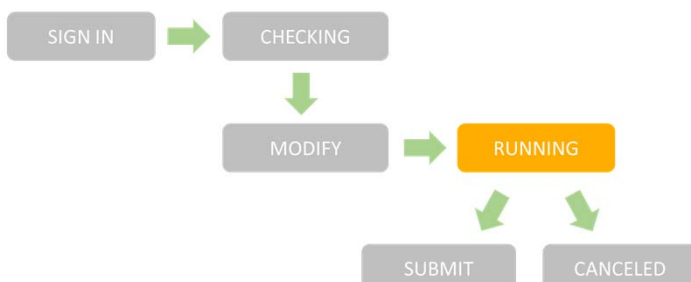 SIGN IN
CHECKING
MODIFY
RUNNING
SUBMIT
CANCELED